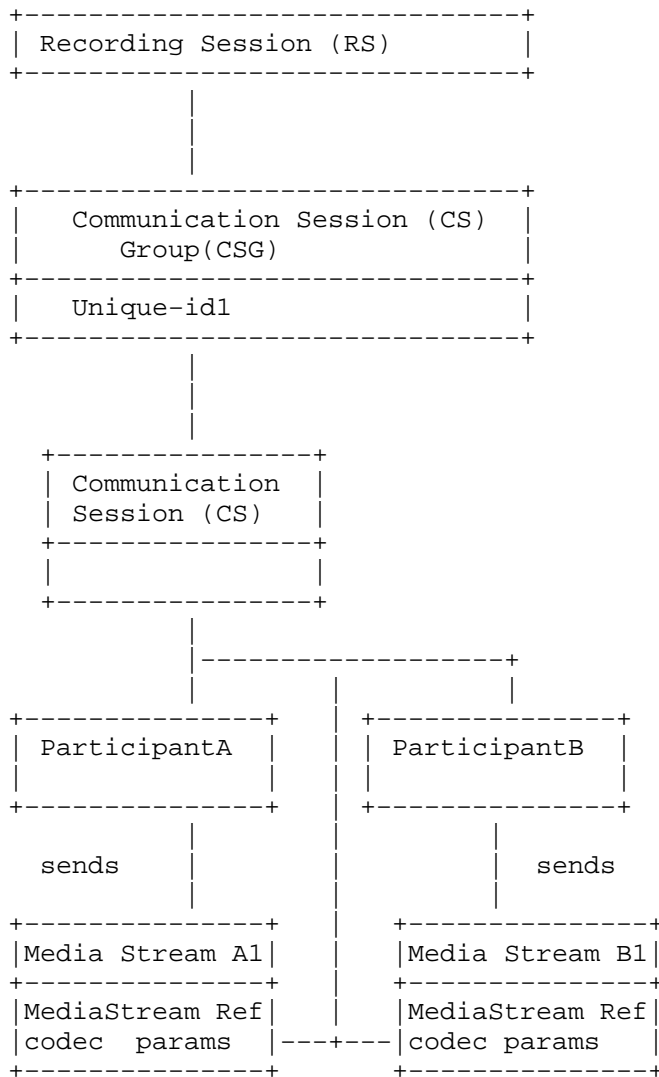 Recording Session (RS)
Communication Session (CS)
Group(CSG)
Unique-id1
Communication
Session (CS)
ParticipantA
ParticipantB
sends
sends
Media Stream A1
Media Stream B1
MediaStream Ref
MediaStream Ref
codec params
codec params